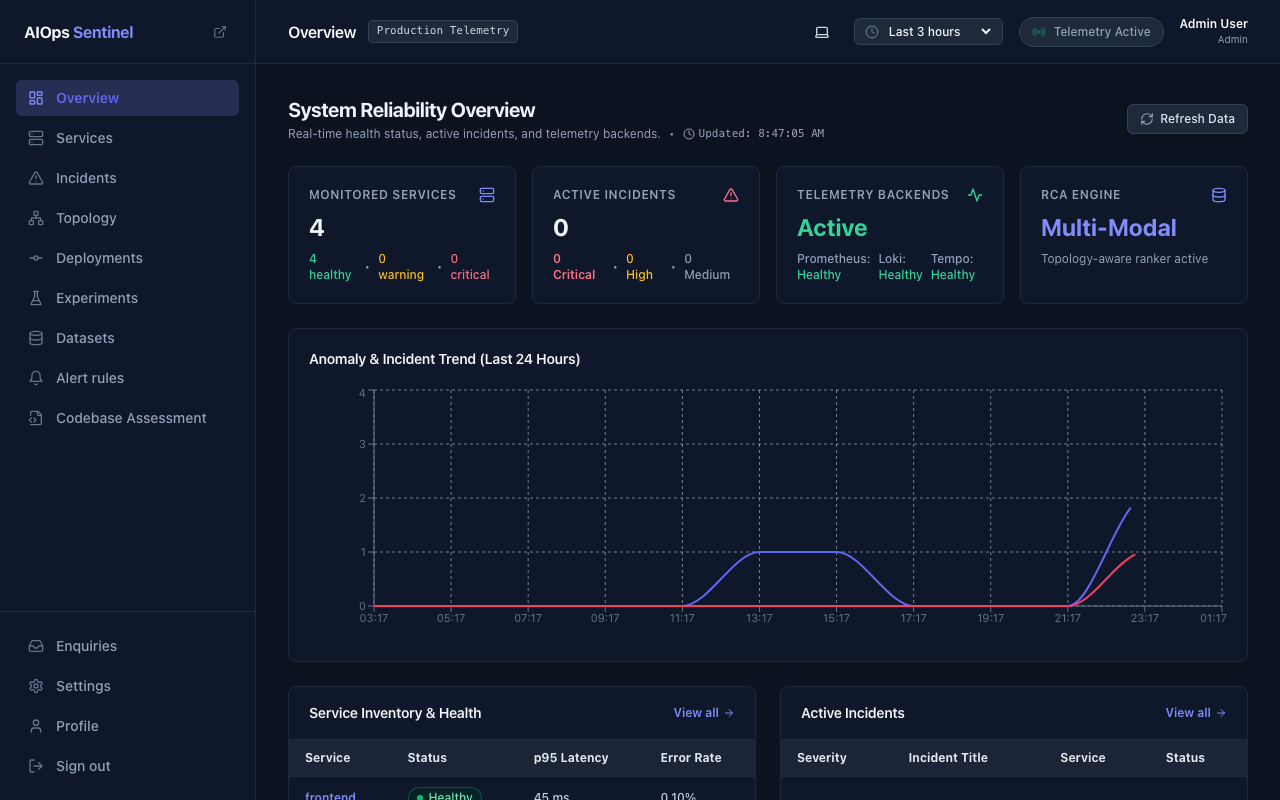 AIOps Sentinel
Overview
Services
Incidents
Topology
Deployments
Experiments
Datasets
Alert rules
Codebase Assessment
Enquiries
Settings
Profile
Sign out
Overview
Production Telemetry
Last 3 hours
Telemetry Active
Admin User
Admin
System Reliability Overview
Real-time health status, active incidents, and telemetry backends. • Updated: 8:47:05 AM
Refresh Data
MONITORED SERVICES
4
4 healthy • 0 warning • 0 critical
ACTIVE INCIDENTS
0
0 Critical • 0 High • 0 Medium
TELEMETRY BACKENDS
Active
Prometheus: Healthy Loki: Healthy Tempo: Healthy
RCA ENGINE
Multi-Modal
Topology-aware ranker active
Anomaly & Incident Trend (Last 24 Hours)
4
3
2
1
0
03:17 05:17 07:17 09:17 11:17 13:17 15:17 17:17 19:17 21:17 23:17 01:17
Service Inventory & Health
View all →
Service Status p95 Latency Error Rate
frontend Healthy 45 ms 0.10%
Active Incidents
View all →
Severity Incident Title Service Status